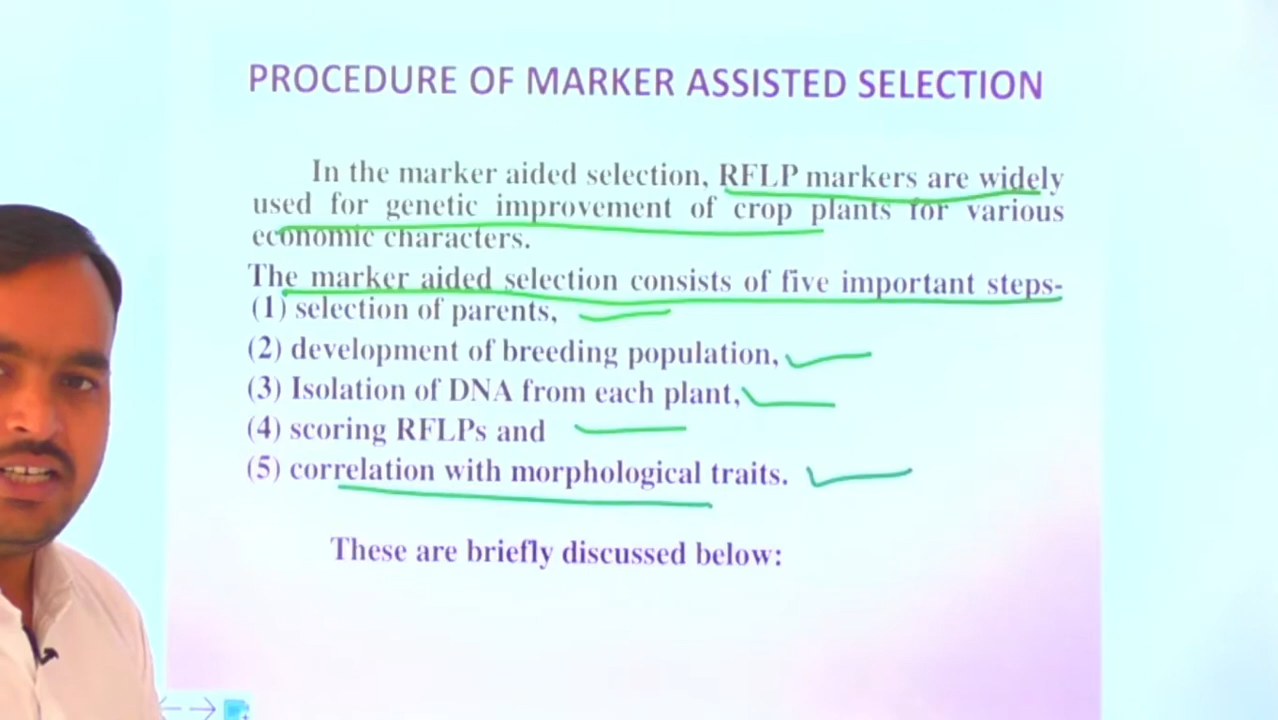 PROCEDURE OF MARKER ASSISTED SELECTION
In the marker aided selection, RFLP markers are widely
used for genetic improvement of crop plants for various
economic characters.
The marker aided selection consists of five important steps-
(1) selection of parents,
(2) development of breeding population,
(3) Isolation of DNA from each plant,
(4) scoring RFLPs and
(5) correlation with morphological traits.
These are briefly discussed below: